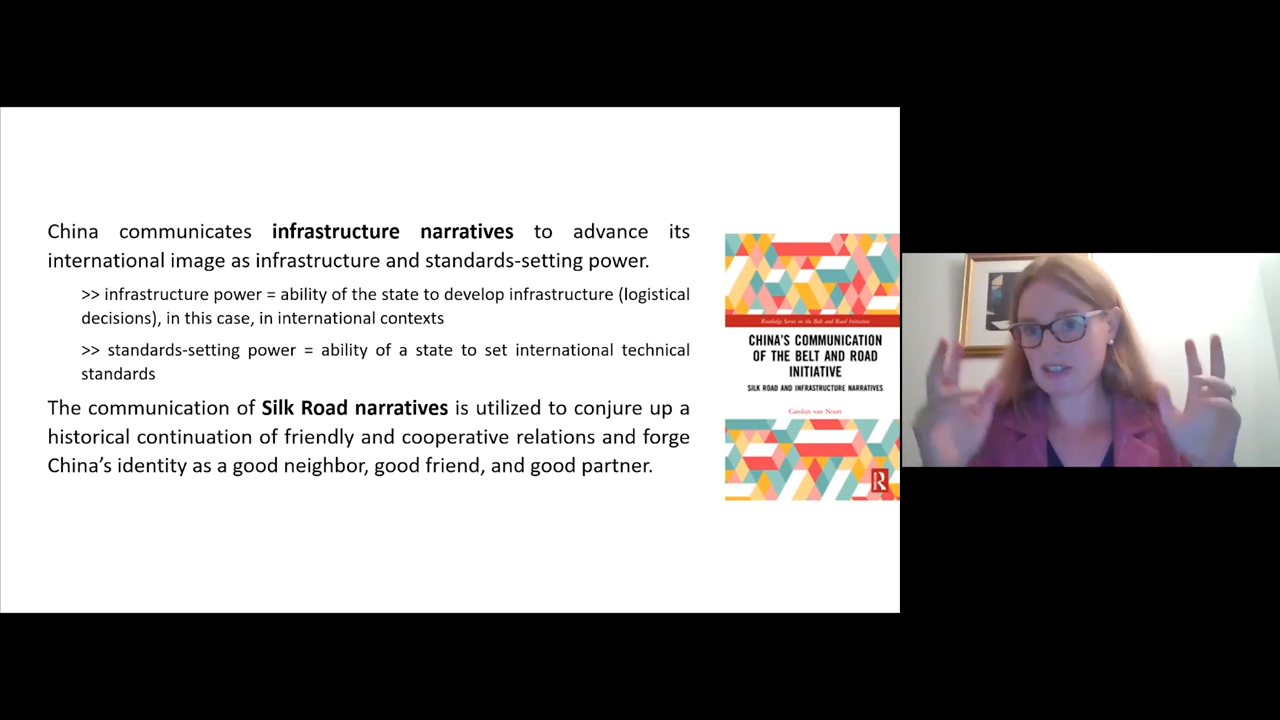 China communicates infrastructure narratives to advance its
international image as infrastructure and standards-setting power.
>> infrastructure power = ability of the state to develop infrastructure (logistical
decisions), in this case, in international contexts
>> standards-setting power = ability of a state to set international technical
standards
The communication of Silk Road narratives is utilized to conjure up a
historical continuation of friendly and cooperative relations and forge
China’s identity as a good neighbor, good friend, and good partner.
Routledge Series on the Belt and Road Initiative
CHINA’S COMMUNICATION
OF THE BELT AND ROAD
INITIATIVE
SILK ROAD AND INFRASTRUCTURE NARRATIVES
Carolijn van Noort
R